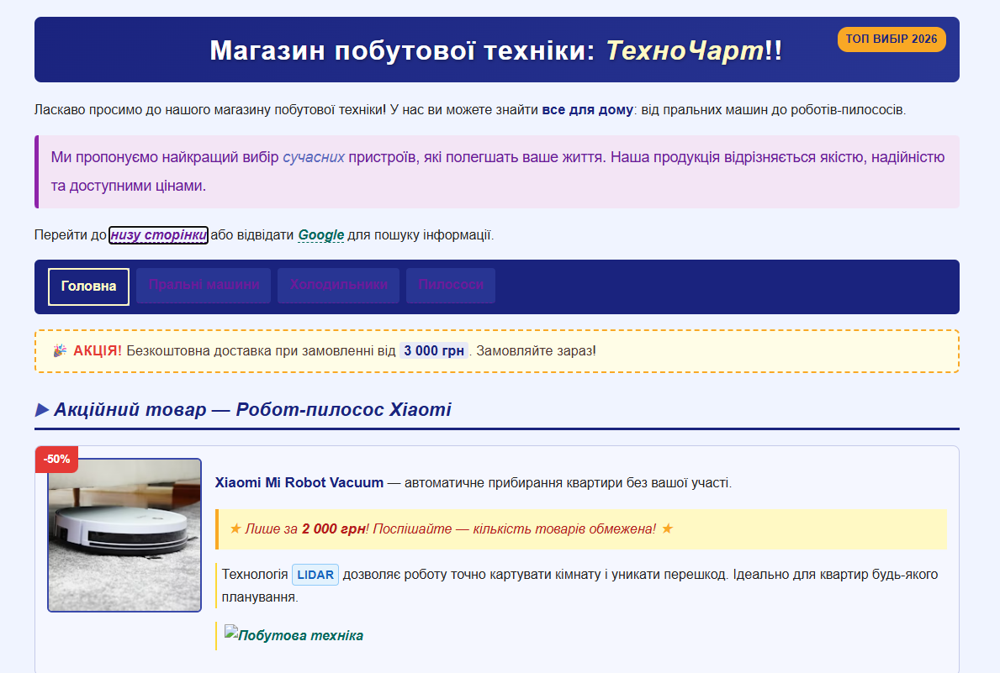 Магазин побутової техніки: ТехноЧарт!!
ТОП ВИБІР 2026
Ласкаво просимо до нашого магазину побутової техніки! У нас ви можете знайти все для дому: від пральних машин до роботів-пилососів.
Ми пропонуємо найкращий вибір сучасних пристроїв, які полегшать ваше життя. Наша продукція відрізняється якістю, надійністю
та доступними цінами.
Перейти до низу сторінки або відвідати Google для пошуку інформації.
Головна Пральні машини Холодильники Пилососи
🎉 АКЦІЯ! Безкоштовна доставка при замовленні від 3 000 грн. Замовляйте зараз!
▶ Акційний товар — Робот-пилосос Xiaomi
-50%
Xiaomi Mi Robot Vacuum — автоматичне прибирання квартири без вашої участі.
★ Лише за 2 000 грн! Поспішайте — кількість товарів обмежена! ★
Технологія LIDAR дозволяє роботу точно картувати кімнату і уникати перешкод. Ідеально для квартир будь-якого
планування.
Побутова техніка